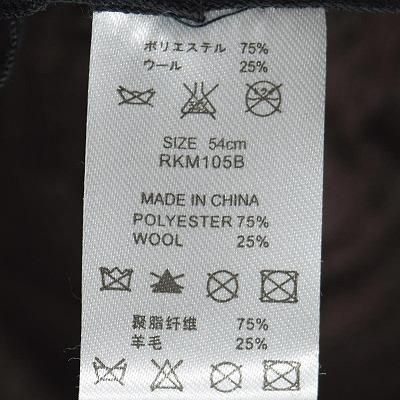 ポリエステル 75%
ウール 25%
SIZE 54cm
RKM105B
MADE IN CHINA
POLYESTER 75%
WOOL 25%
聚脂纤维 75%
羊毛 25%